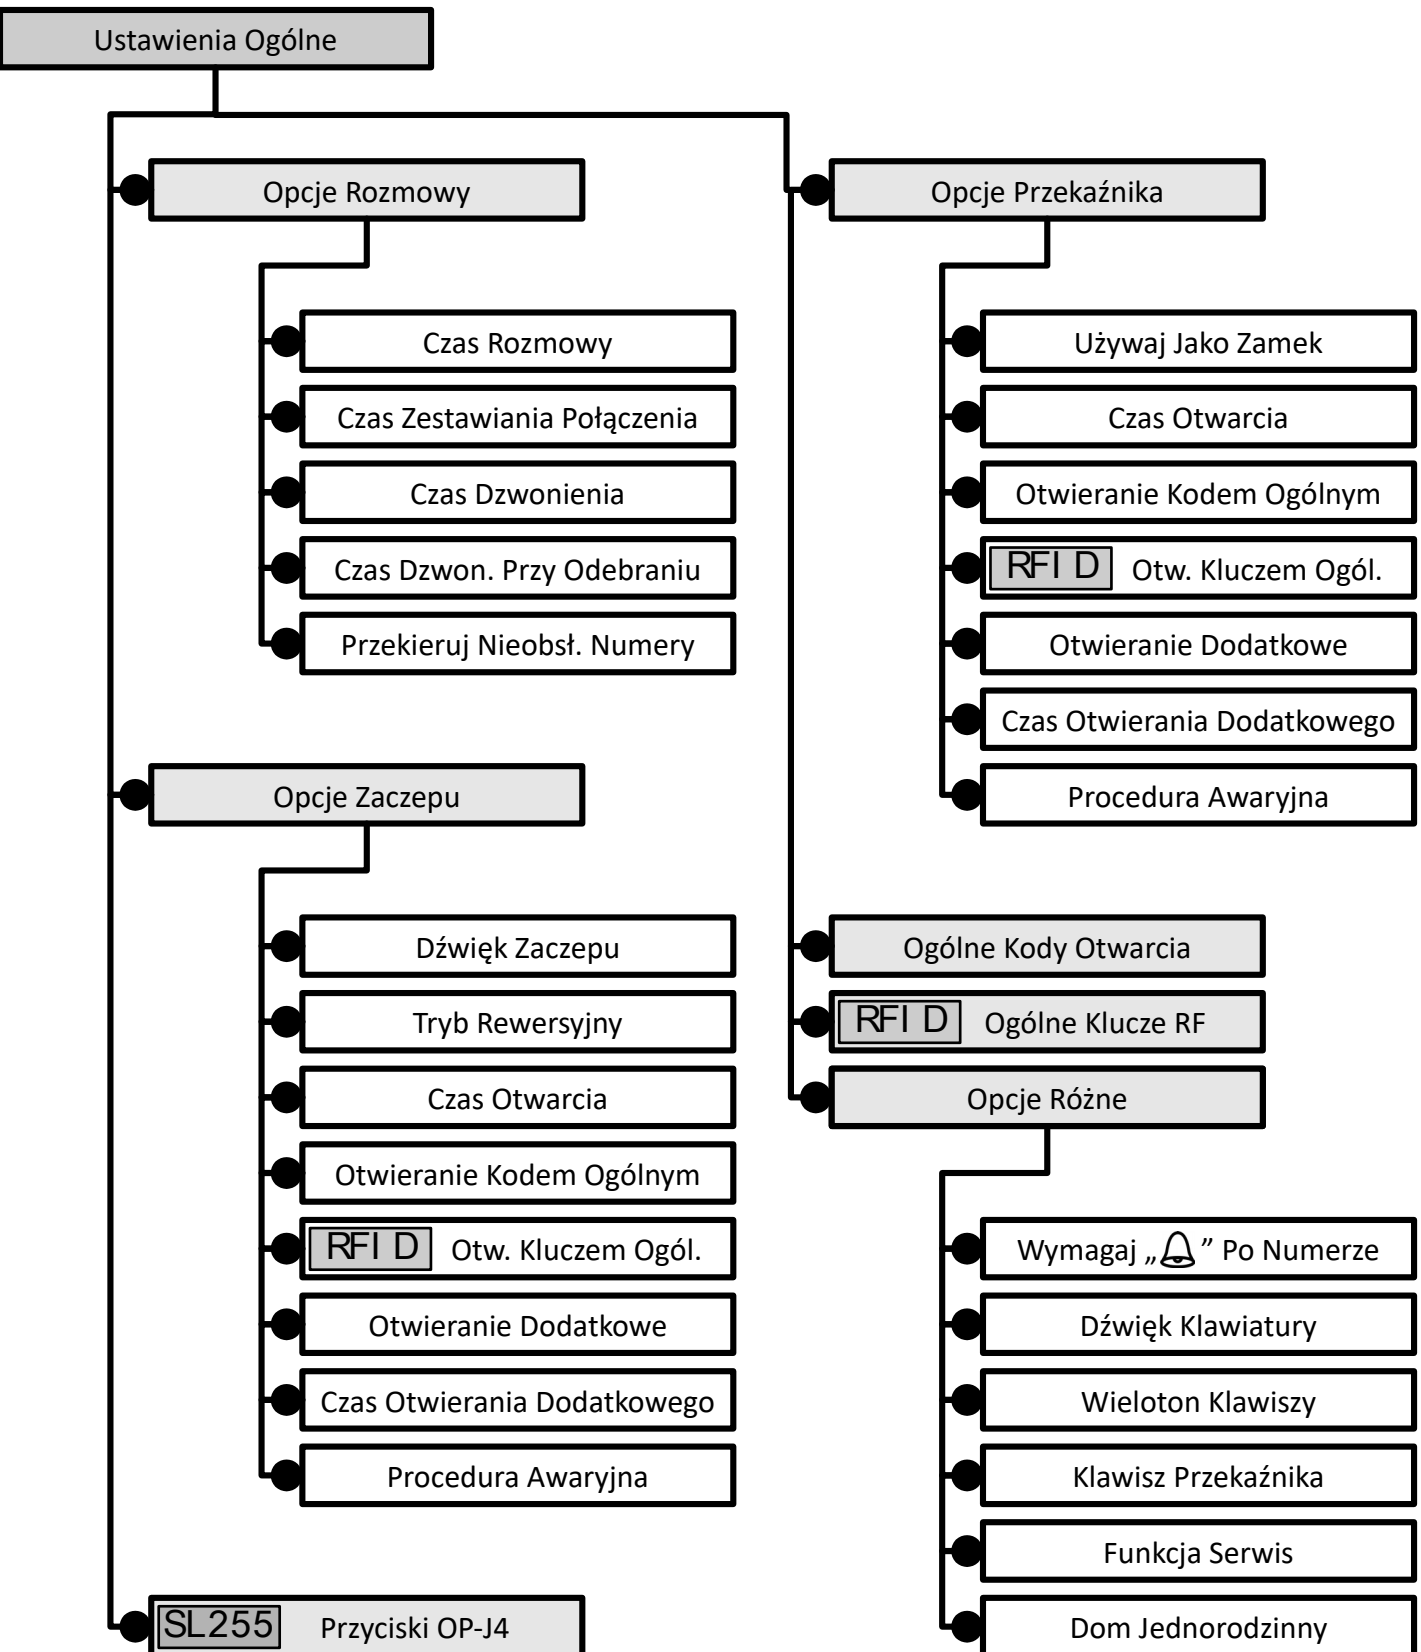 Ustawienia Ogólne
Opcje Rozmowy
Czas Rozmowy
Czas Zestawiania Połączenia
Czas Dzwonienia
Czas Dzwon. Przy Odebraniu
Przekieruj Nieobsł. Numery
Opcje Zaczepu
Dźwięk Zaczepu
Tryb Rewersyjny
Czas Otwarcia
Otwieranie Kodem Ogólnym
RFID Otw. Kluczem Ogól.
Otwieranie Dodatkowe
Czas Otwierania Dodatkowego
Procedura Awaryjna
SL255 Przyciski OP-J4
Opcje Przekaźnika
Używaj Jako Zamek
Czas Otwarcia
Otwieranie Kodem Ogólnym
RFID Otw. Kluczem Ogól.
Otwieranie Dodatkowe
Czas Otwierania Dodatkowego
Procedura Awaryjna
Ogólne Kody Otwarcia
RFID Ogólne Klucze RF
Opcje Różne
Wymagaj „🔔” Po Numerze
Dźwięk Klawiatury
Wieloton Klawiszy
Klawisz Przekaźnika
Funkcja Serwis
Dom Jednorodzinny